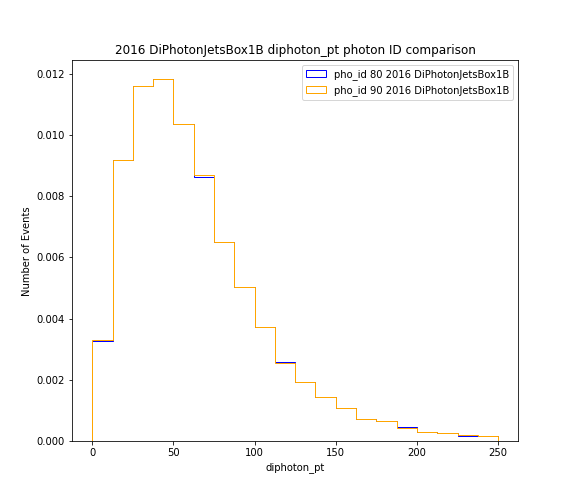 2016 DiPhotonJetsBox1B diphoton_pt photon ID comparison
pho_id 80 2016 DiPhotonJetsBox1B
pho_id 90 2016 DiPhotonJetsBox1B
Number of Events
0.012
0.010
0.008
0.006
0.004
0.002
0.000
0 50 100 150 200 250
diphoton_pt